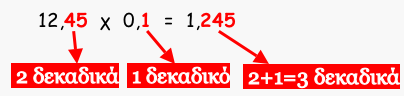 12,45 x 0,1 = 1,245
2 δεκαδικά 1 δεκαδικό 2+1=3 δεκαδικά